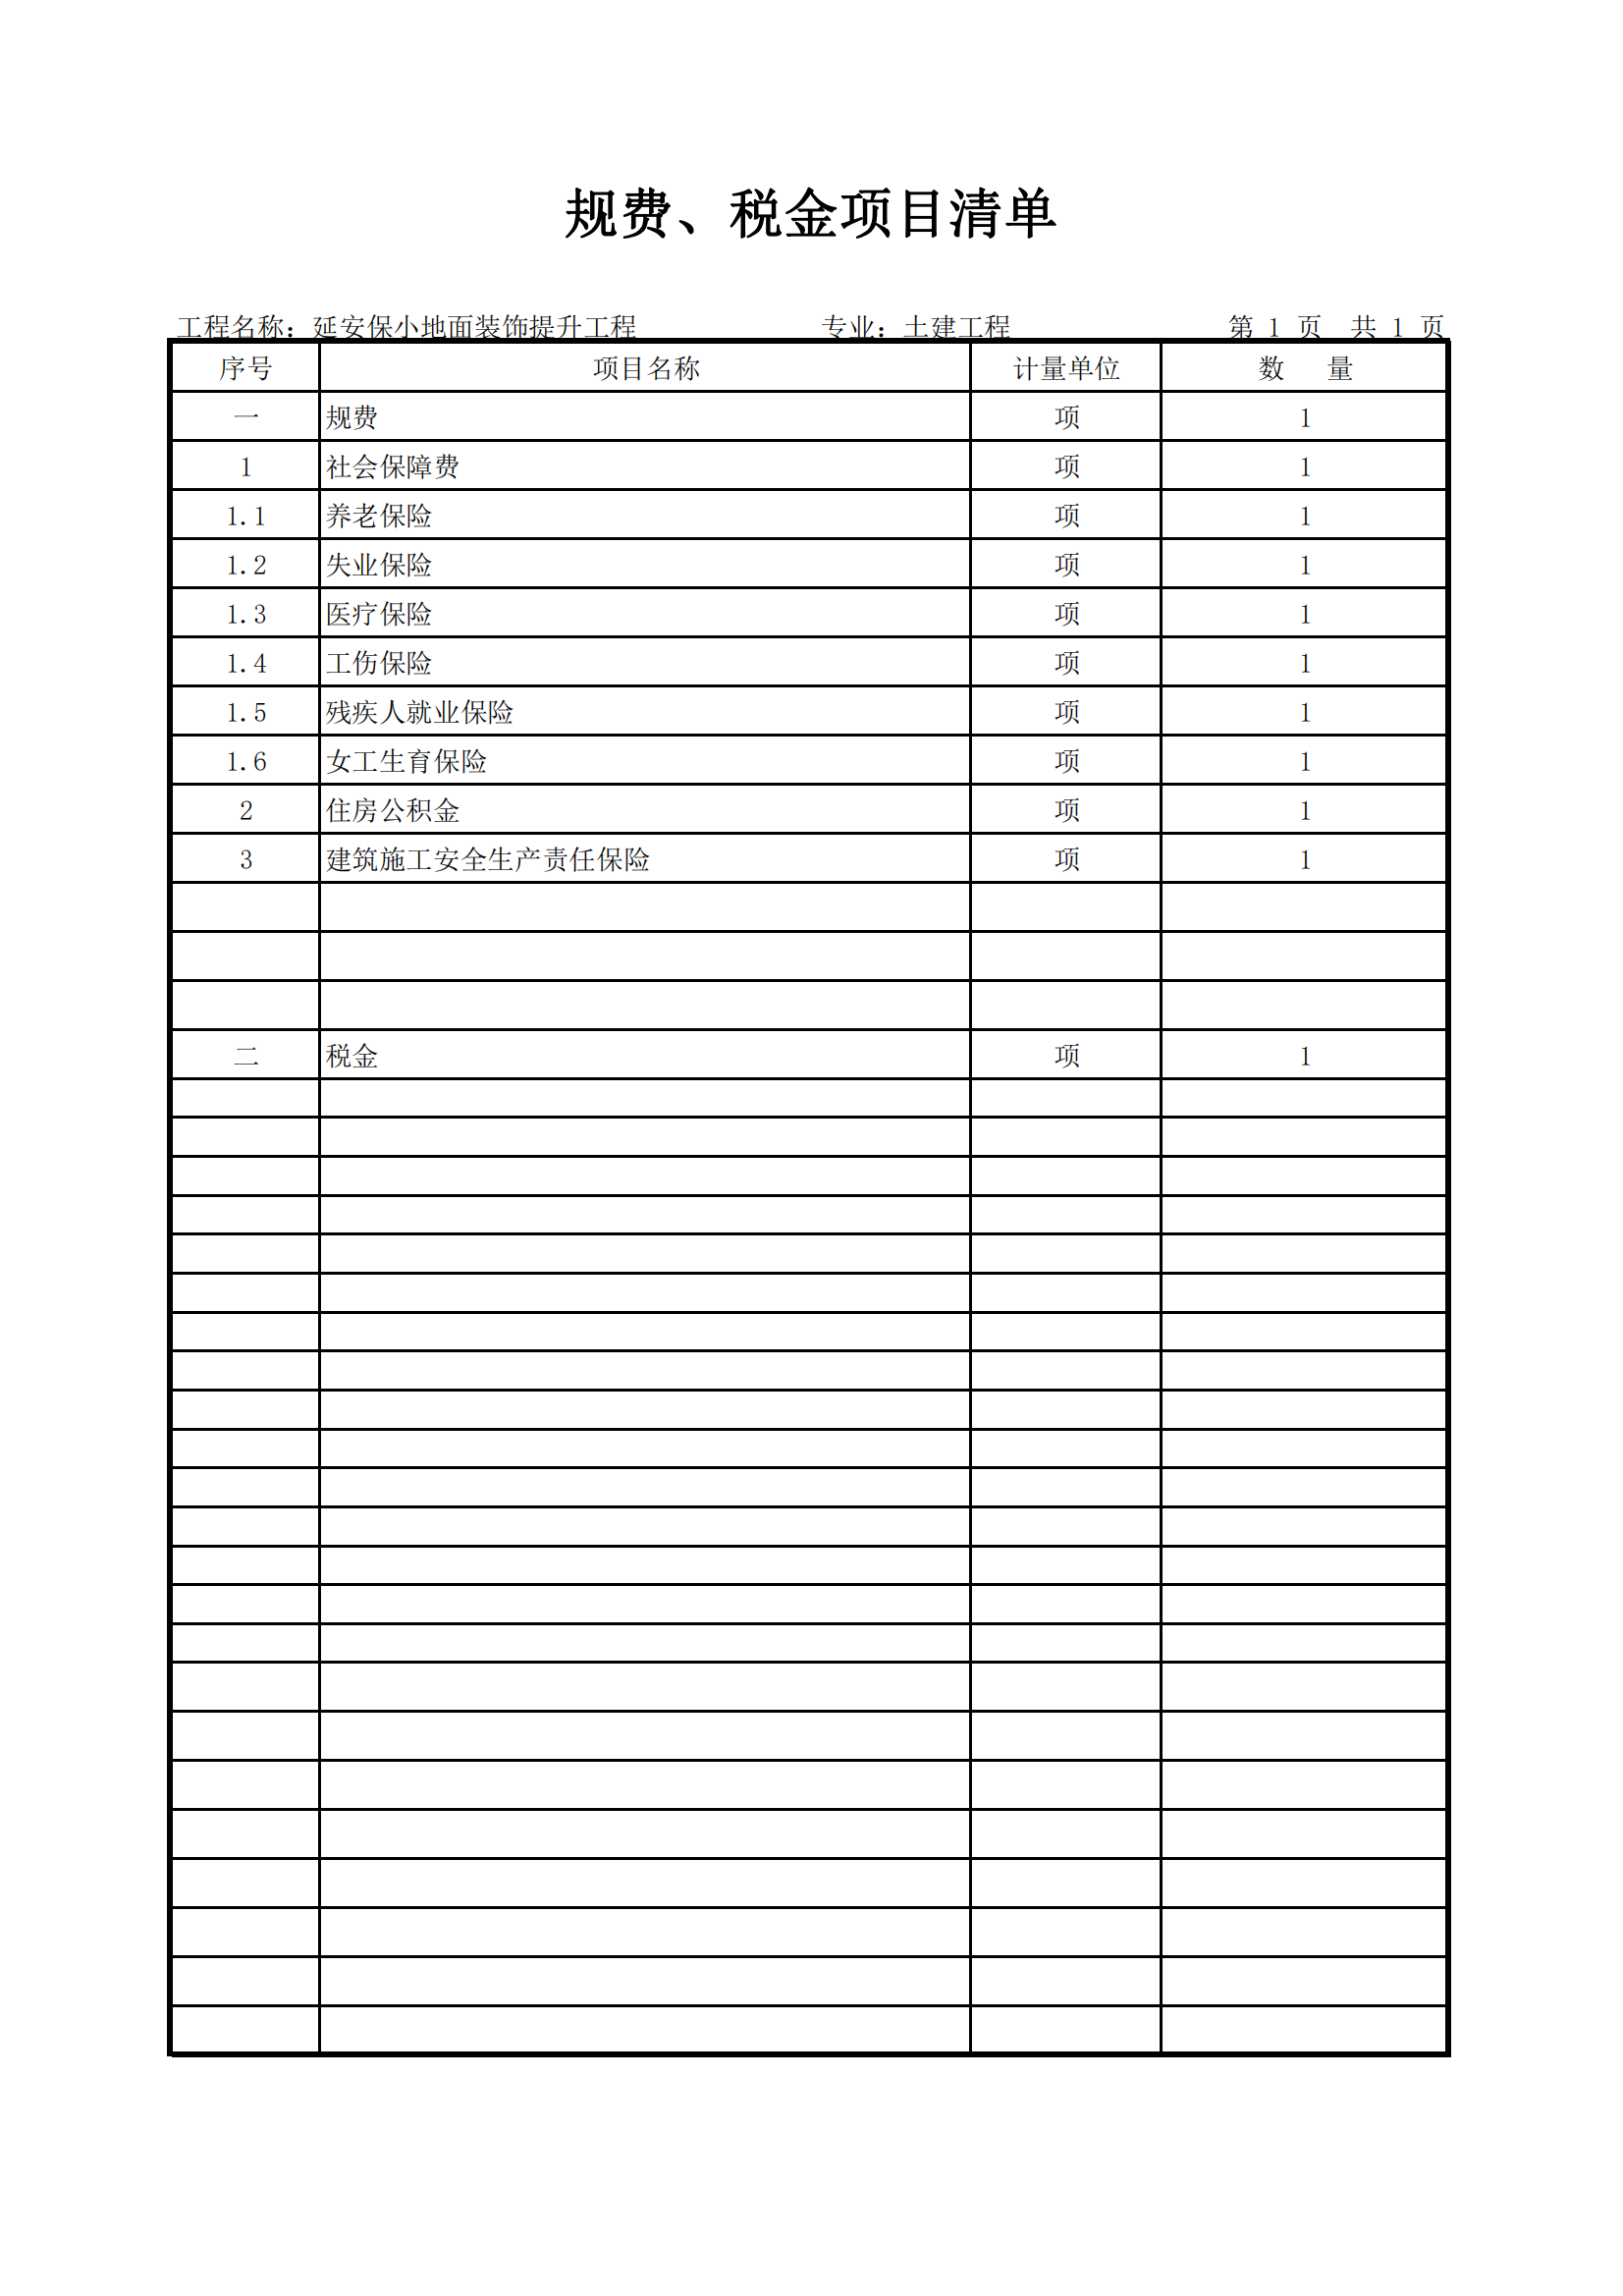 规费、税金项目清单
工程名称：延安保小地面装饰提升工程 专业：土建工程 第 1 页 共 1 页
序号 项目名称 计量单位 数 量
一 规费 项 1
1 社会保障费 项 1
1.1 养老保险 项 1
1.2 失业保险 项 1
1.3 医疗保险 项 1
1.4 工伤保险 项 1
1.5 残疾人就业保险 项 1
1.6 女工生育保险 项 1
2 住房公积金 项 1
3 建筑施工安全生产责任保险 项 1
二 税金 项 1